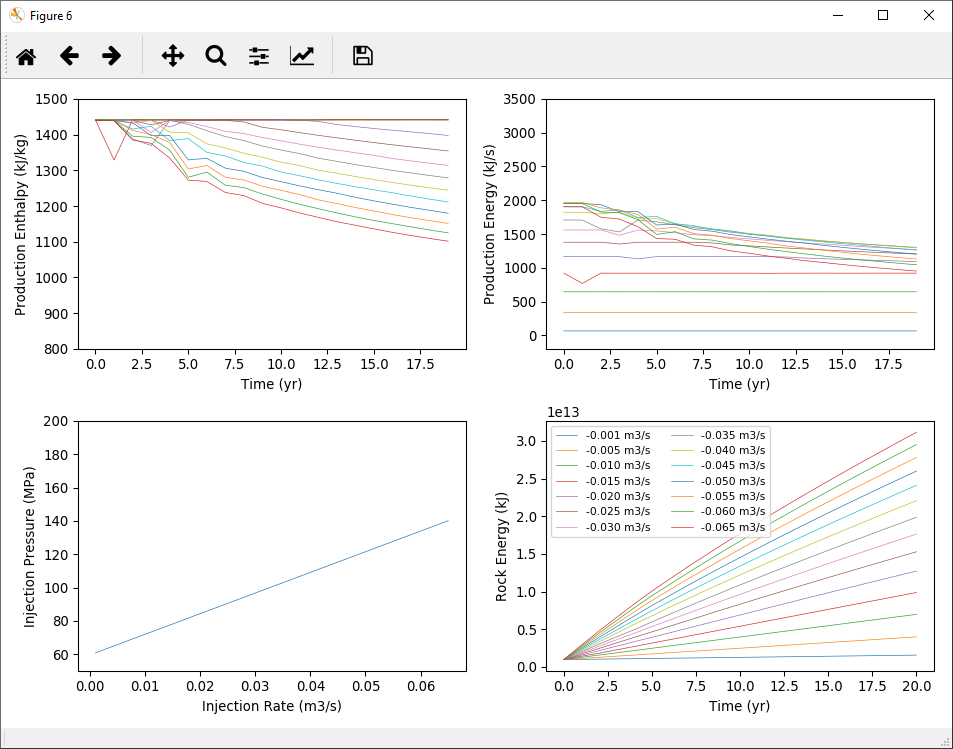 Figure 6
1500
1400
1300
1200
1100
1000
900
800
Production Enthalpy (kJ/kg)
0.0 2.5 5.0 7.5 10.0 12.5 15.0 17.5
Time (yr)
3500
3000
2500
2000
1500
1000
500
0
Production Energy (kJ/s)
0.0 2.5 5.0 7.5 10.0 12.5 15.0 17.5
Time (yr)
200
180
160
140
120
100
80
60
Injection Pressure (MPa)
0.00 0.01 0.02 0.03 0.04 0.05 0.06
Injection Rate (m3/s)
1e13
3.0
2.5
2.0
1.5
1.0
0.5
0.0
Rock Energy (kJ)
-0.001 m3/s
-0.005 m3/s
-0.010 m3/s
-0.015 m3/s
-0.020 m3/s
-0.025 m3/s
-0.030 m3/s
-0.035 m3/s
-0.040 m3/s
-0.045 m3/s
-0.050 m3/s
-0.055 m3/s
-0.060 m3/s
-0.065 m3/s
0.0 2.5 5.0 7.5 10.0 12.5 15.0 17.5 20.0
Time (yr)